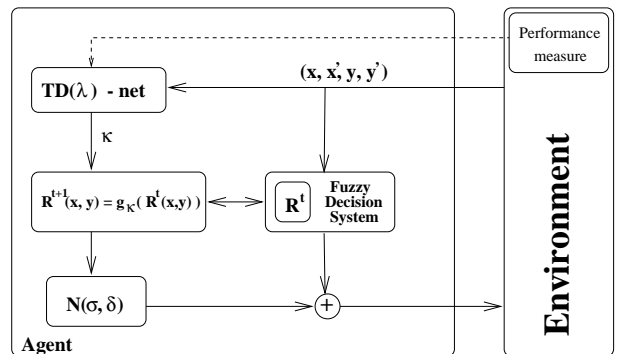 Performance
measure
(x, x', y, y')
TD(λ) - net
κ
R^{t+1}(x, y) = g_κ( R^t(x,y) )
R^t
Fuzzy
Decision
System
N(σ, δ)
+
Agent
Environment